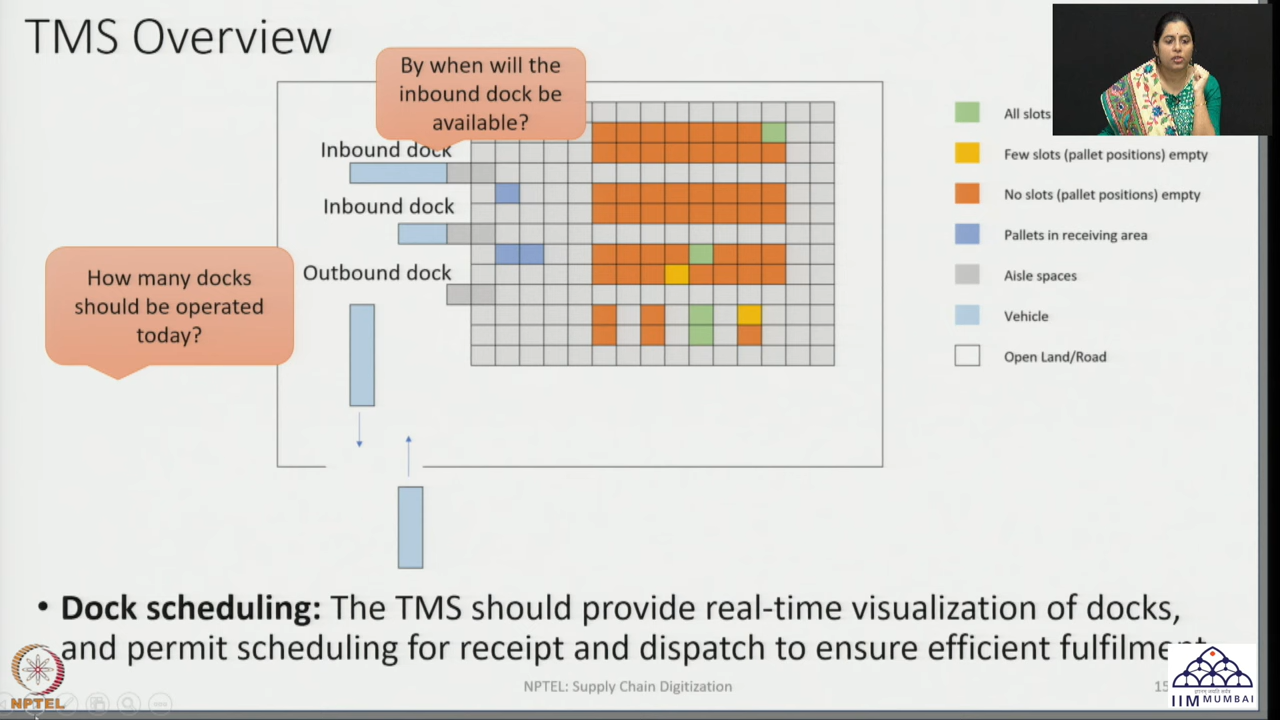 TMS Overview
By when will the
inbound dock be
available?
Inbound dock
Inbound dock
Outbound dock
How many docks
should be operated
today?
All slots
Few slots (pallet positions) empty
No slots (pallet positions) empty
Pallets in receiving area
Aisle spaces
Vehicle
Open Land/Road
• Dock scheduling: The TMS should provide real-time visualization of docks,
and permit scheduling for receipt and dispatch to ensure efficient
NPTEL: Supply Chain Digitization
15
NPTEL
IIM MUMBAI